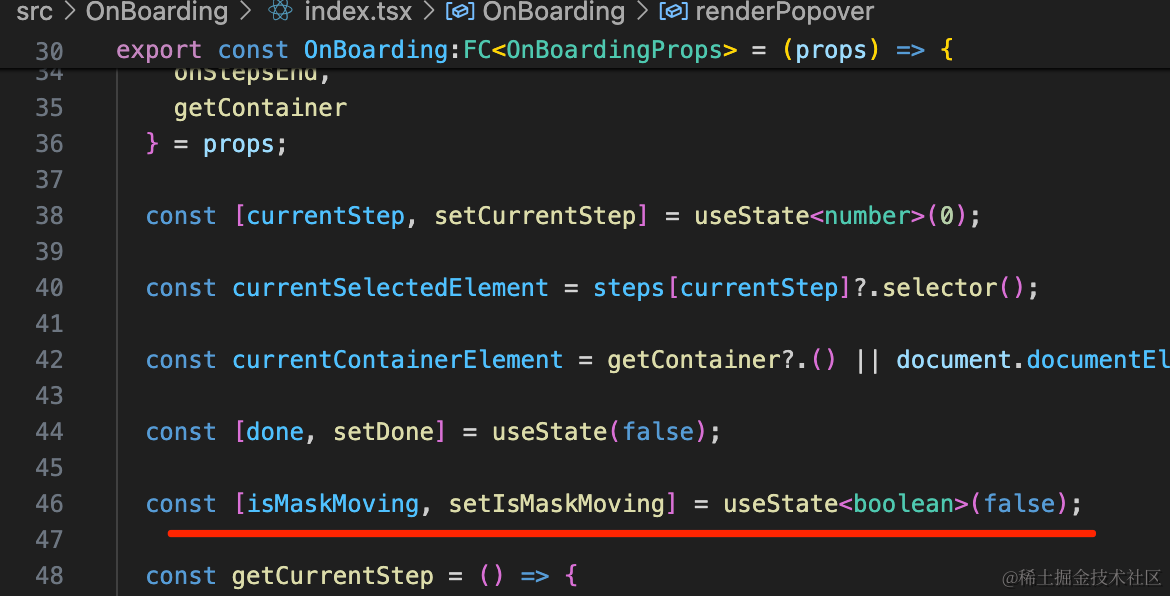 src > OnBoarding > index.tsx > OnBoarding > renderPopover
30 export const OnBoarding:FC<OnBoardingProps> = (props) => {
34 onStepsEnd,
35 getContainer
36 } = props;
37
38 const [currentStep, setCurrentStep] = useState<number>(0);
39
40 const currentSelectedElement = steps[currentStep]?.selector();
41
42 const currentContainerElement = getContainer?.() || document.documentEl
43
44 const [done, setDone] = useState(false);
45
46 const [isMaskMoving, setIsMaskMoving] = useState<boolean>(false);
47
48 const getCurrentStep = () => {
@稀土掘金技术社区